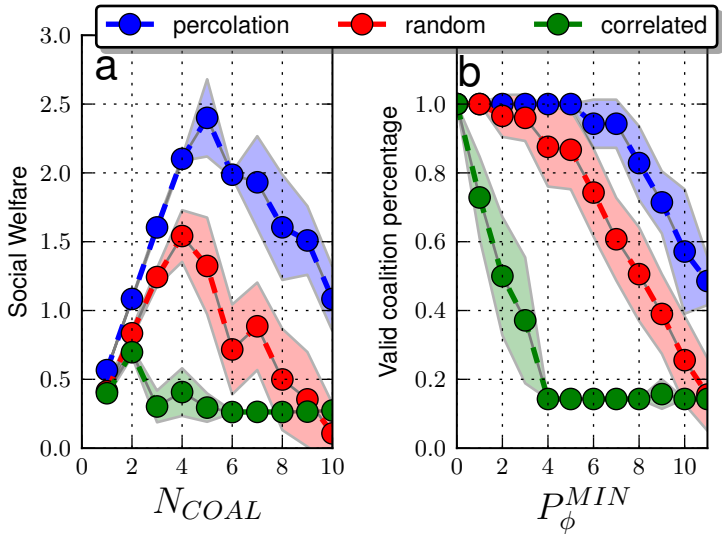 percolation random correlated
a
b
Social Welfare
3.0
2.5
2.0
1.5
1.0
0.5
0.0
0 2 4 6 8 10
N_{COAL}
Valid coalition percentage
1.0
0.8
0.6
0.4
0.2
0.0
0 2 4 6 8 10
P_{\phi}^{MIN}